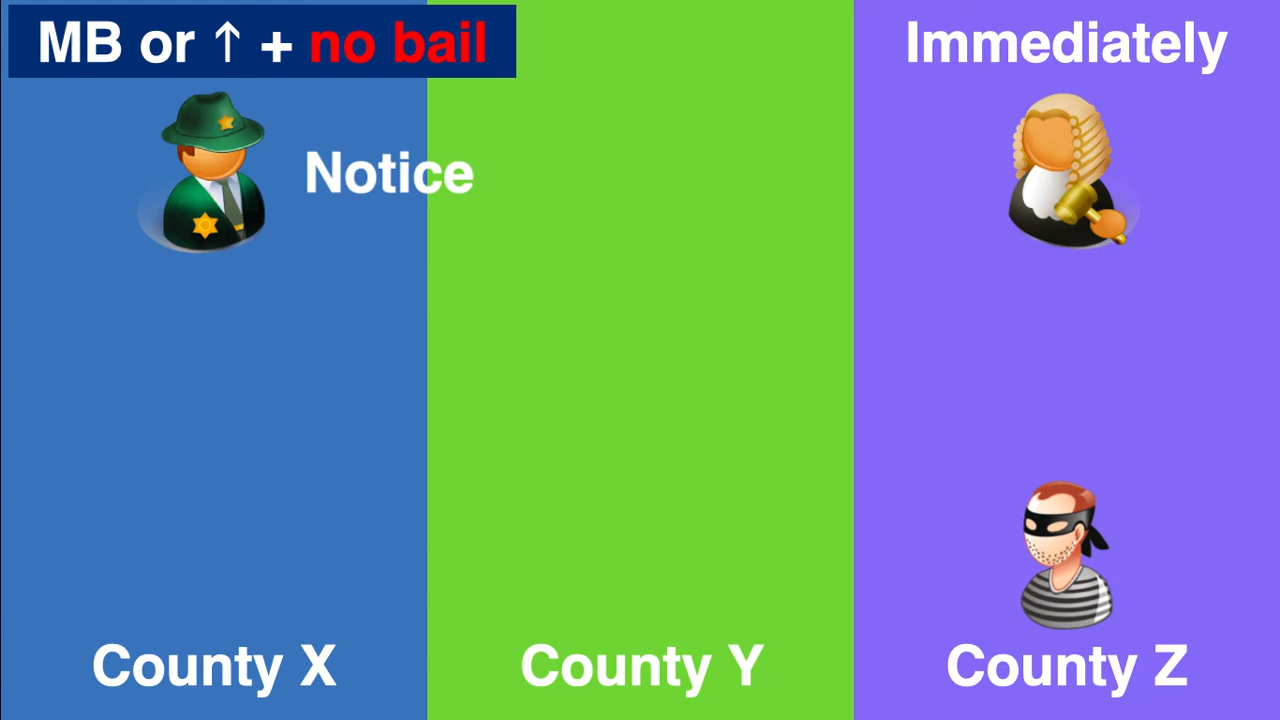 MB or ↑ + no bail
Immediately
Notice
County X
County Y
County Z